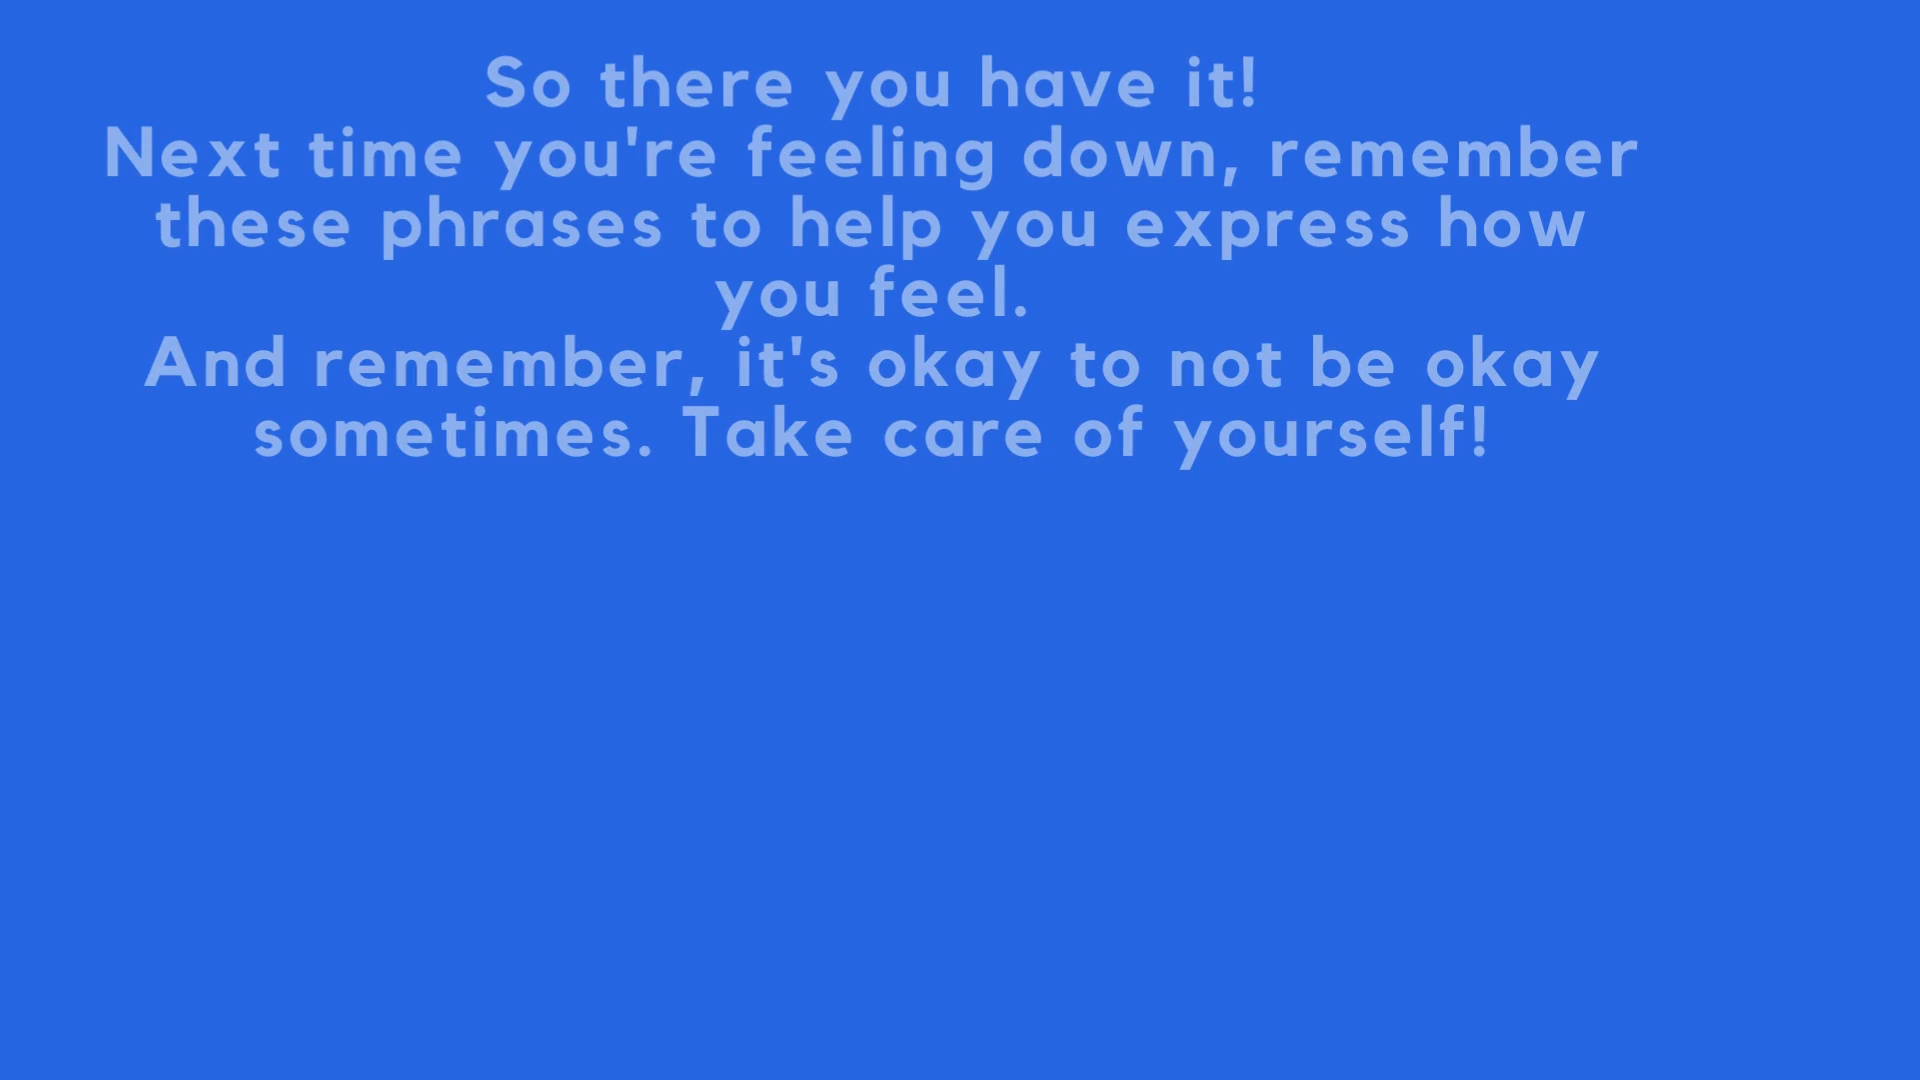 So there you have it!
Next time you're feeling down, remember
these phrases to help you express how
you feel.
And remember, it's okay to not be okay
sometimes. Take care of yourself!